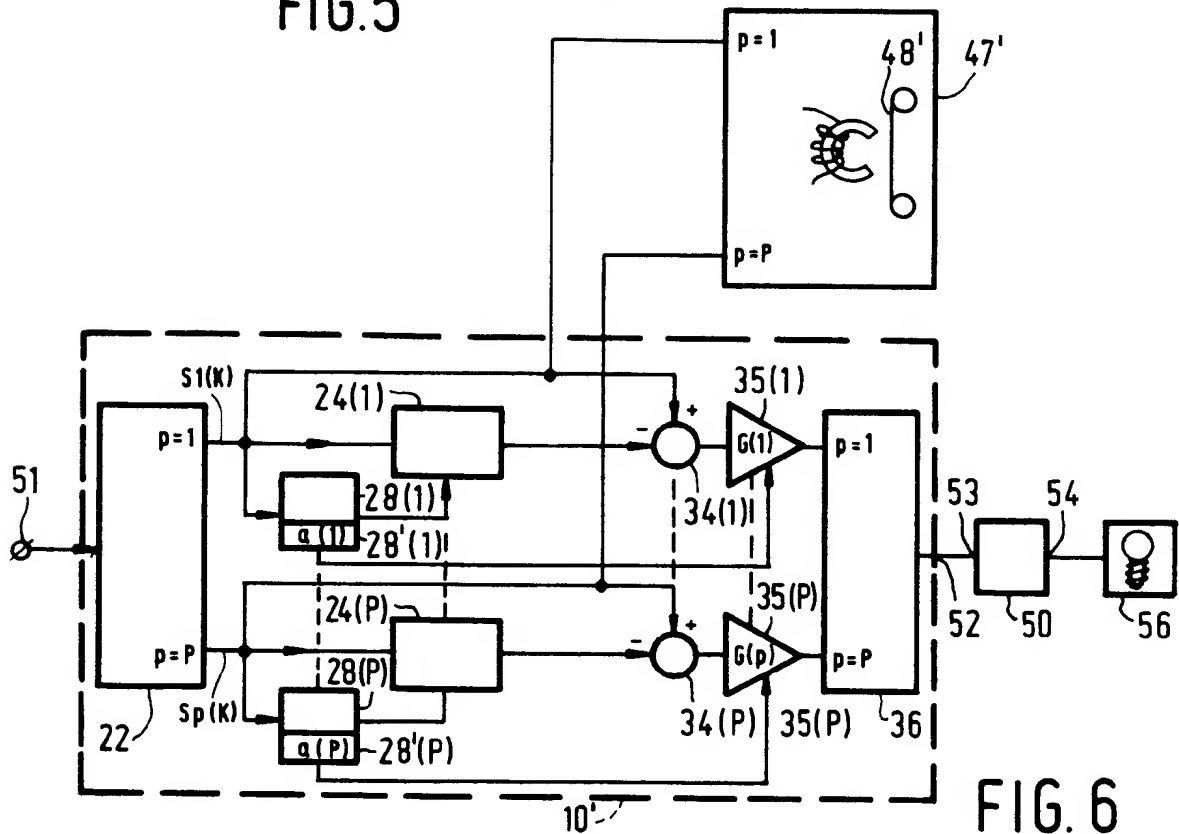 FIG.5
p=1
48'
47'
p=P
S1(K)
24(1)
35(1)
p=1
+
-
G(1)
p=1
51
28(1)
34(1)
53
54
q(1)
28'(1)
24(P)
35(P)
52
50
56
+
p=P
-
G(p)
p=P
28(P)
Sp(K)
34(P)
35(P)
36
22
q(P)
28'(P)
10'
FIG. 6